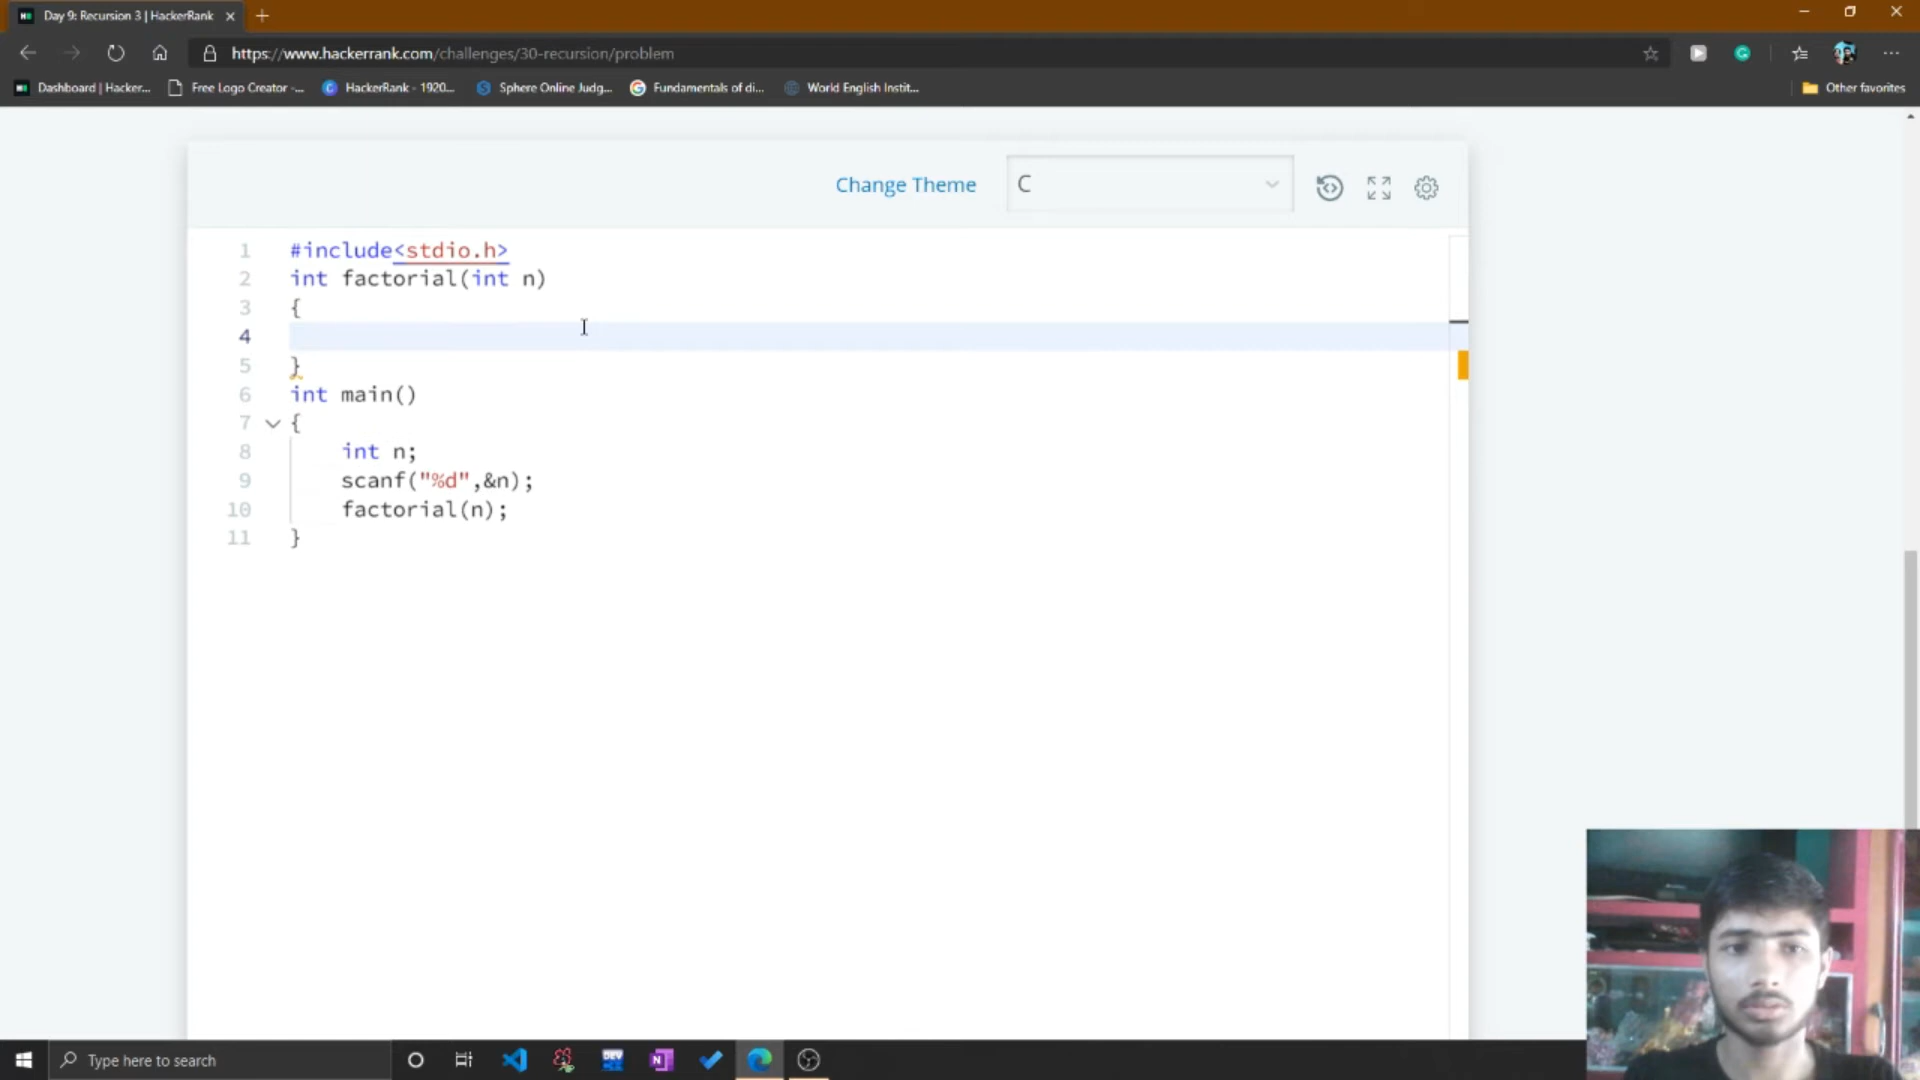 Day 9: Recursion 3 | HackerRank
https://www.hackerrank.com/challenges/30-recursion/problem
Dashboard | Hacker...
Free Logo Creator -...
HackerRank - 1920...
Sphere Online Judg...
Fundamentals of di...
World English Instit...
Other favorites
Change Theme
C
1 #include<stdio.h>
2 int factorial(int n)
3 {
4
5 }
6 int main()
7 {
8 int n;
9 scanf("%d",&n);
10 factorial(n);
11 }
Type here to search
DEV
N